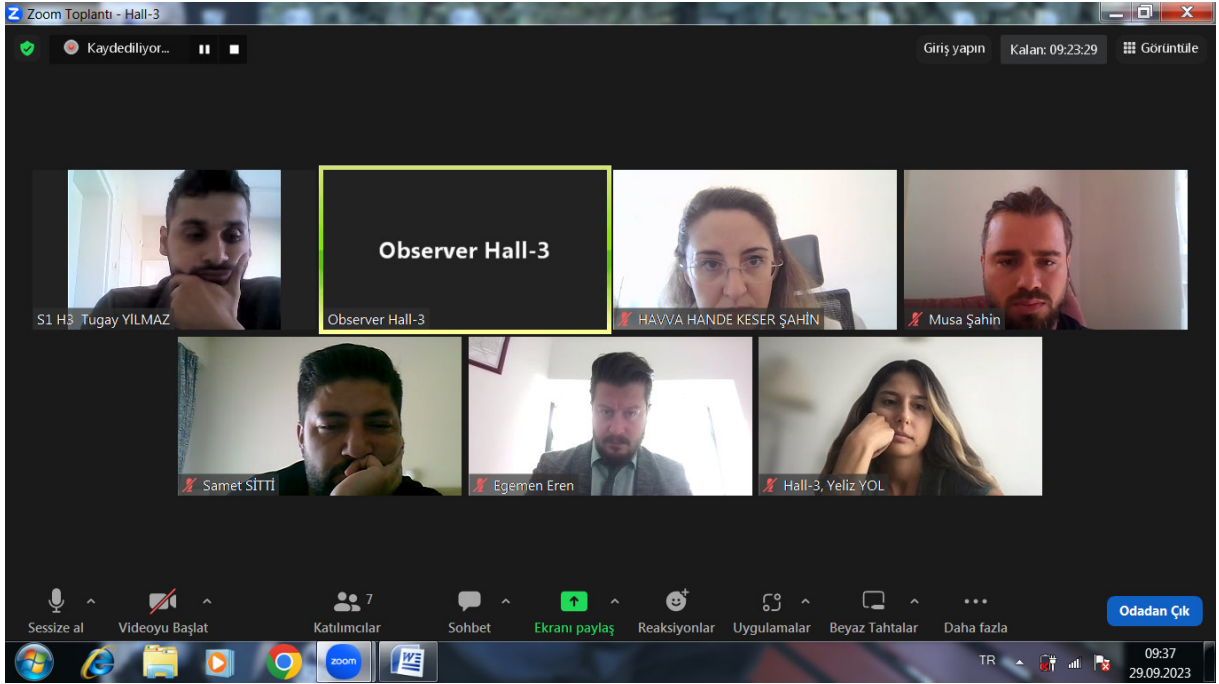 Zoom Toplantı - Hall-3
Kaydediliyor...
Giriş yapın
Kalan: 09:23:29
Görüntüle
Observer Hall-3
S1 H3 Tugay YILMAZ
Observer Hall-3
HAVVA HANDE KESER ŞAHİN
Musa Şahin
Samet SİTTİ
Egemen Eren
Hall-3, Yeliz YOL
7
Sessize al
Videoyu Başlat
Katılımcılar
Sohbet
Ekranı paylaş
Reaksiyonlar
Uygulamalar
Beyaz Tahtalar
Daha fazla
Odadan Çık
zoom
TR
09:37
29.09.2023